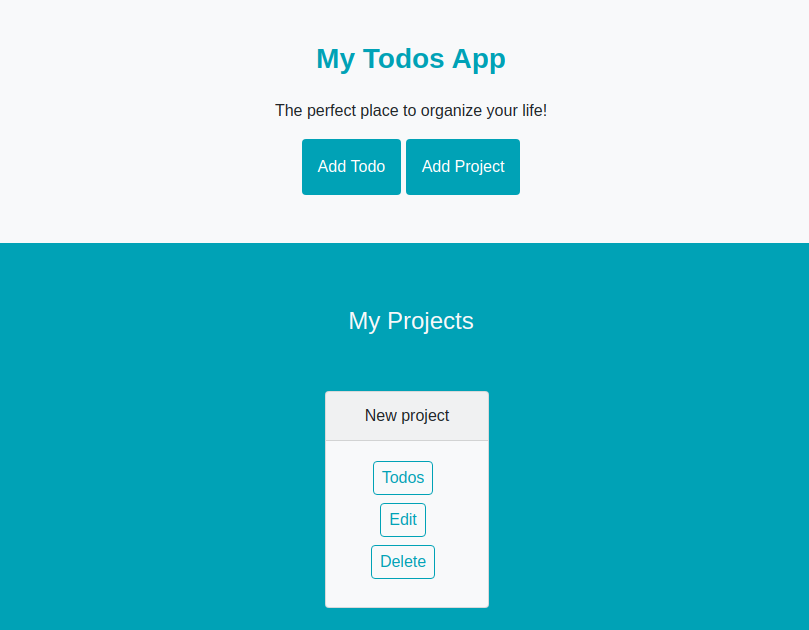 My Todos App
The perfect place to organize your life!
Add Todo Add Project
My Projects
New project
Todos
Edit
Delete